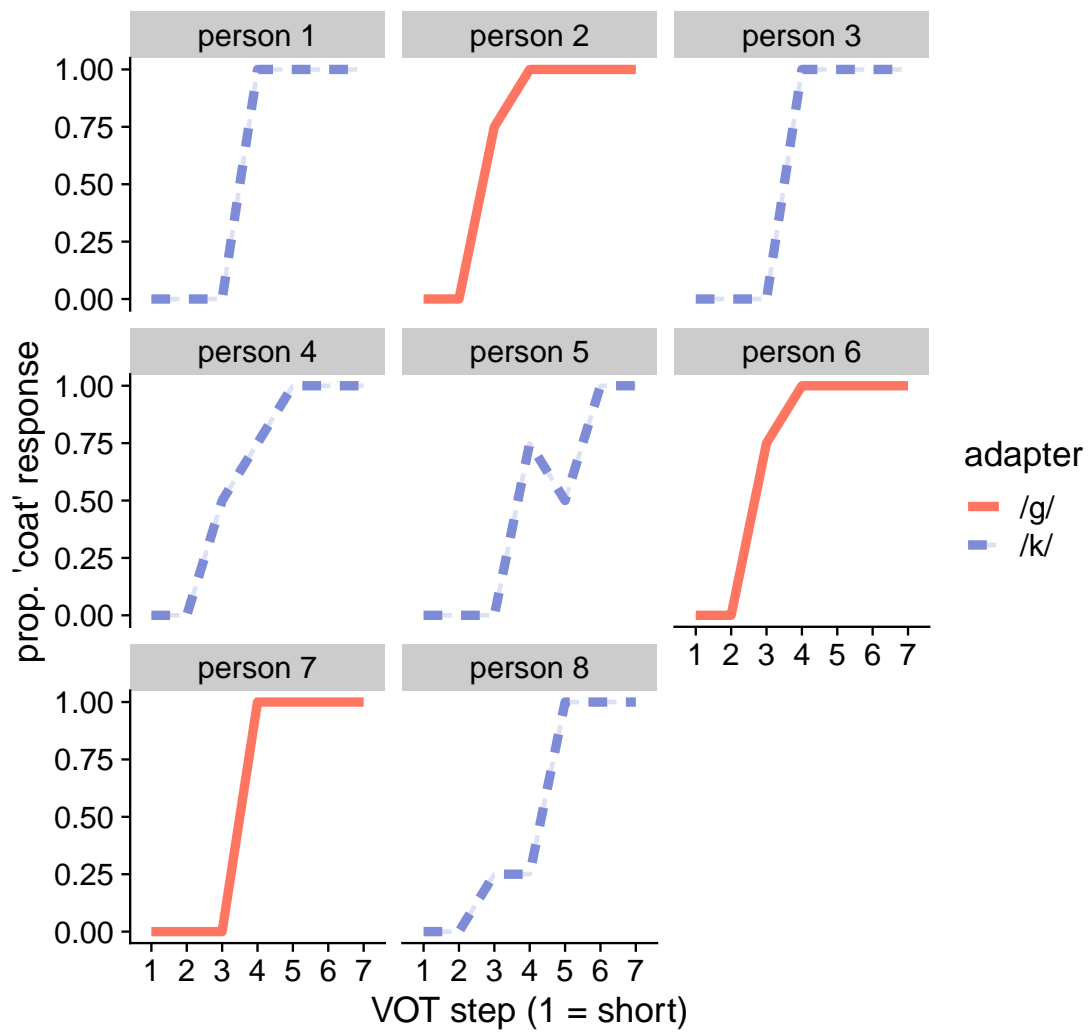 person 1
person 2
person 3
1.00
0.75
0.50
0.25
0.00
person 4
person 5
person 6
1.00
0.75
0.50
0.25
0.00
1 2 3 4 5 6 7
person 7
person 8
1.00
0.75
0.50
0.25
0.00
1 2 3 4 5 6 7
1 2 3 4 5 6 7
prop. 'coat' response
VOT step (1 = short)
adapter
/g/
/k/